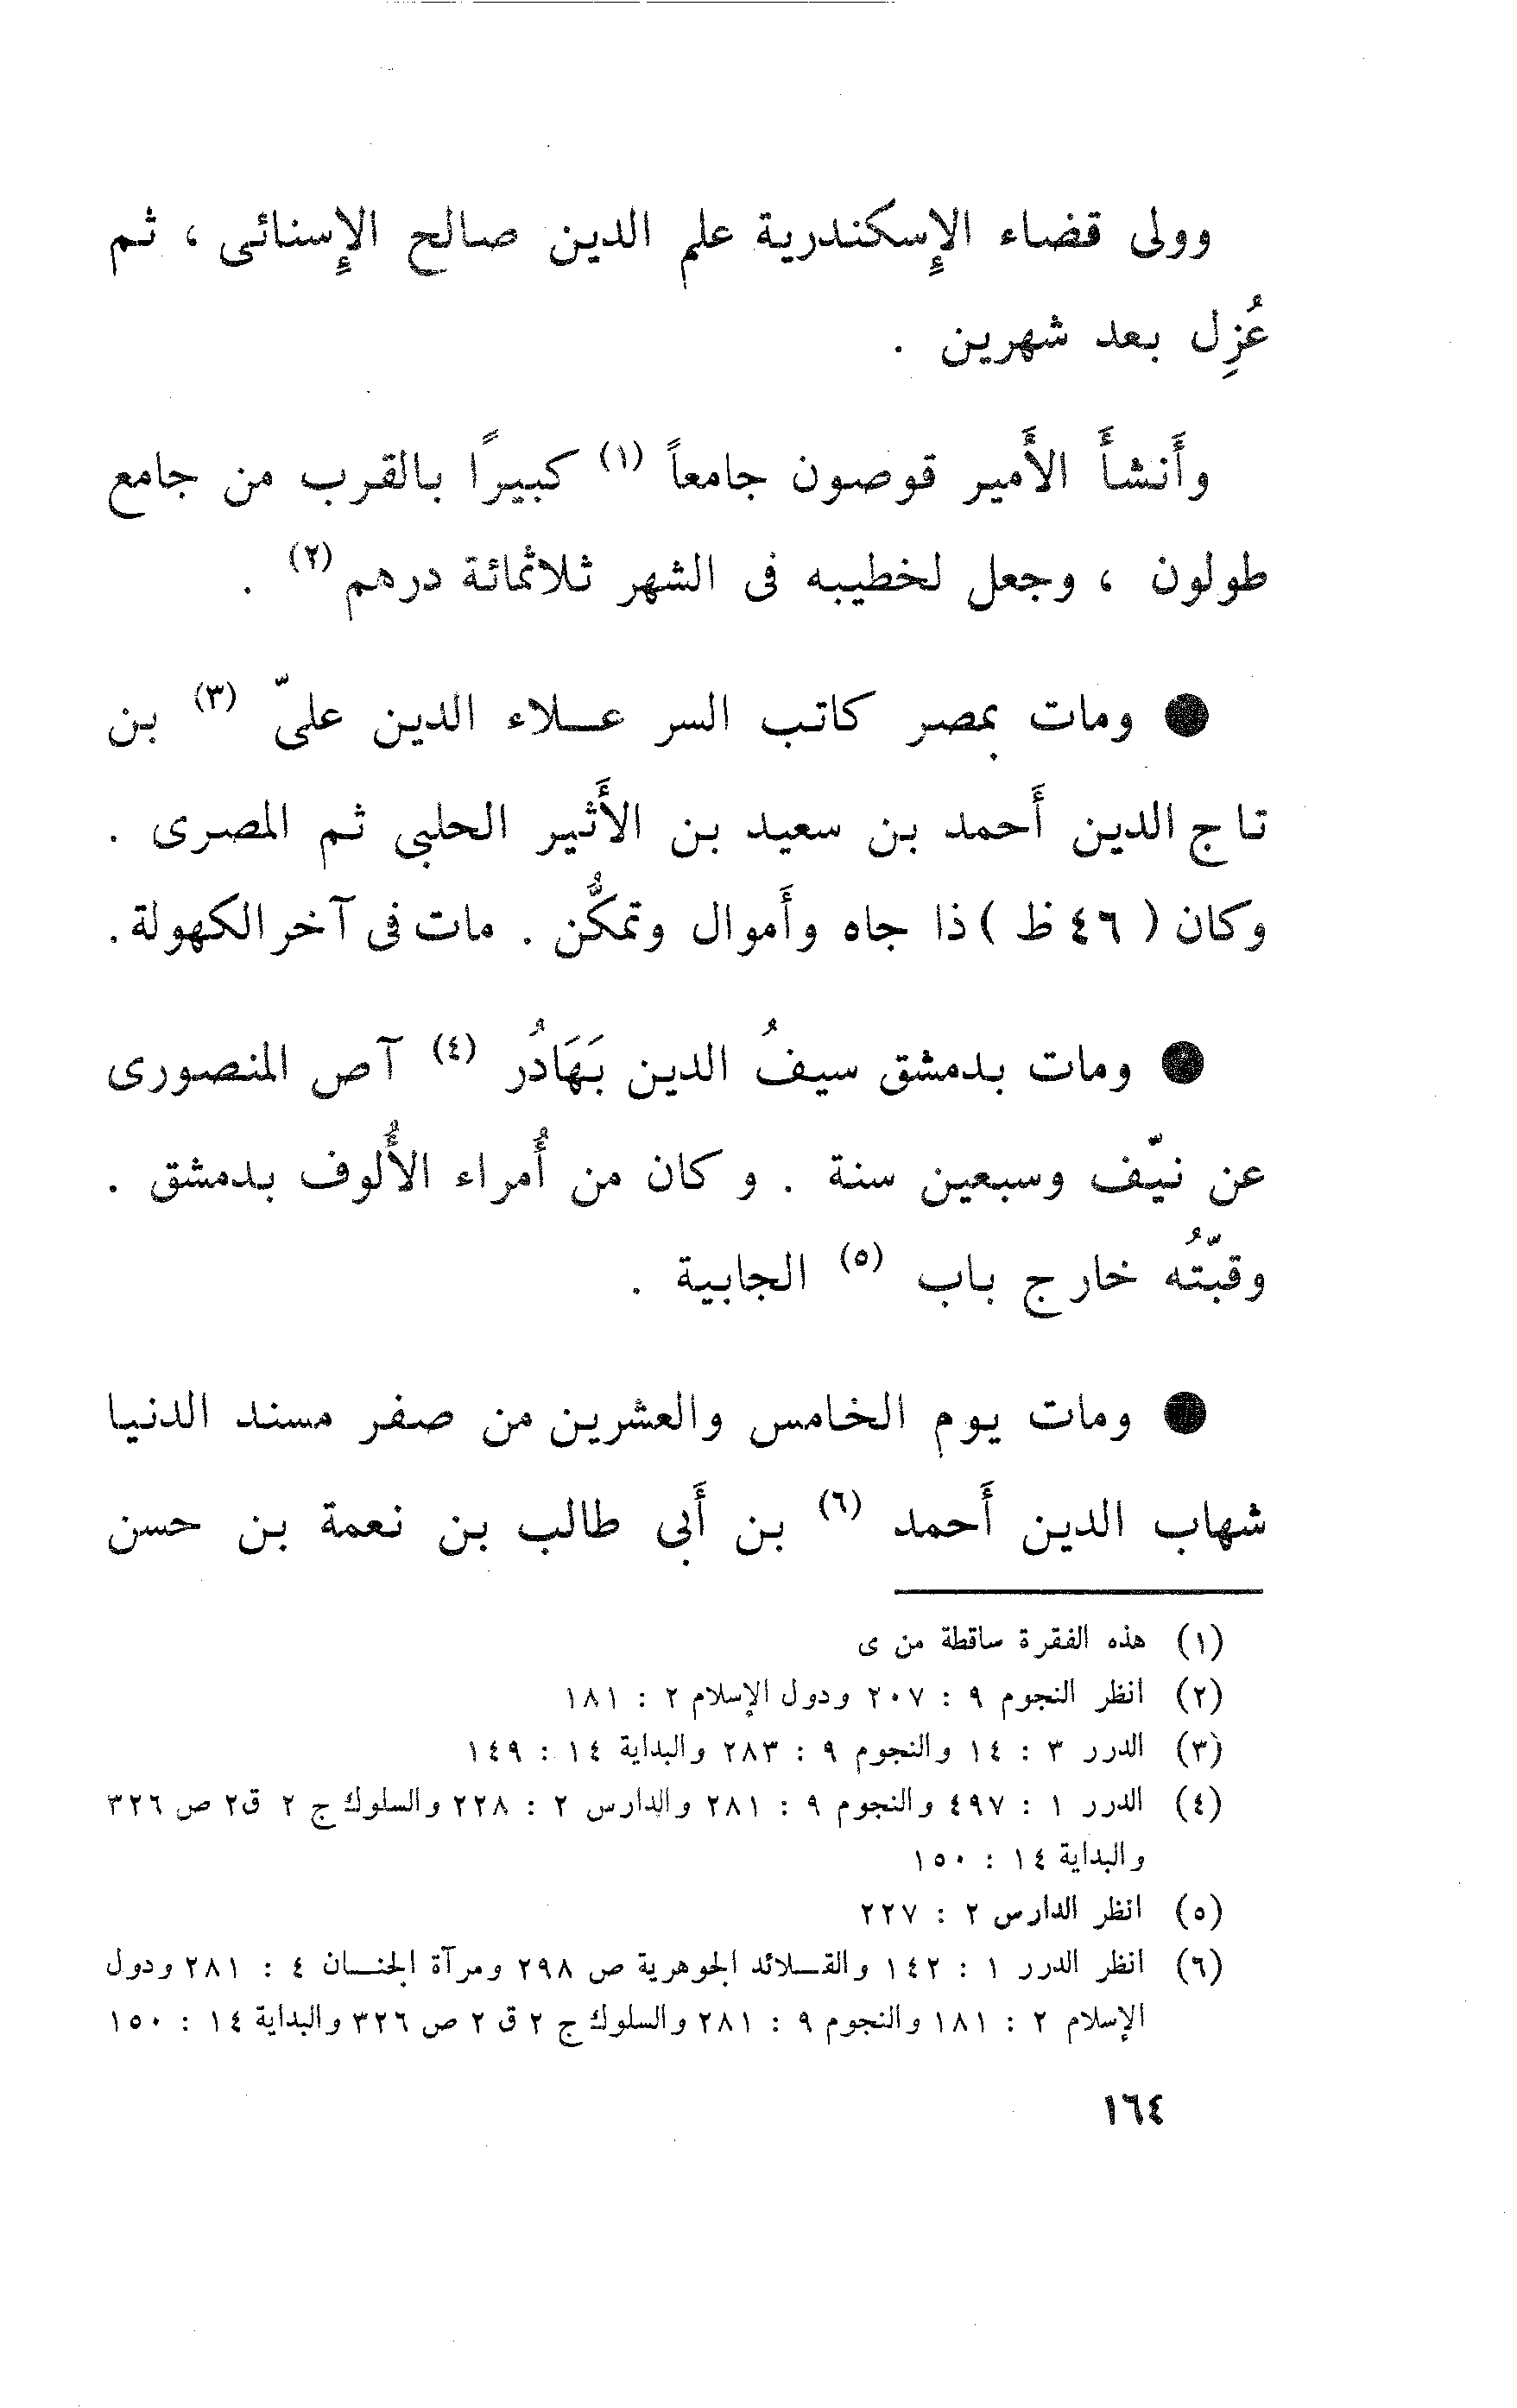 وولى قضاء الإسكندرية علم الدين صالح الإسنائى ، ثم
عُزِل بعد شهرين .
وأَنشأَ الأَمير قوصون جامعاً (١) كبيرًا بالقرب من جامع
طولون ، وجعل لخطيبه فى الشهر ثلاثمائة درهم (٢) .
● ومات بمصر كاتب السر عــلاء الدين علىّ (٣) بن
تاج الدين أَحمد بن سعيد بن الأَثير الحلبى ثم المصرى .
وكان ( ٤٦ ظ ) ذا جاه وأَموال وتمكُّن . مات فى آخر الكهولة .
● ومات بدمشق سيفُ الدين بَهَادُر (٤) آص المنصورى
عن نيّف وسبعين سنة . وكان من أُمراء الأُلوف بدمشق .
وقبّتُه خارج باب (٥) الجابية .
● ومات يوم الخامس والعشرين من صفر مسند الدنيا
شهاب الدين أَحمد (٦) بن أَبى طالب بن نعمة بن حسن
(١) هذه الفقرة ساقطة من ى
(٢) انظر النجوم ٩ : ٢٠٧ ودول الإسلام ٢ : ١٨١
(٣) الدرر ٣ : ١٤ والنجوم ٩ : ٢٨٣ والبداية ١٤ : ١٤٩
(٤) الدرر ١ : ٤٩٧ والنجوم ٩ : ٢٨١ والدارس ٢ : ٢٢٨ والسلوك ج ٢ ق٢ ص ٣٢٦
والبداية ١٤ : ١٥٠
(٥) انظر الدارس ٢ : ٢٢٧
(٦) انظر الدرر ١ : ١٤٢ والقــلائد الجوهرية ص ٢٩٨ ومرآة الجنــان ٤ : ٢٨١ ودول
الإسلام ٢ : ١٨١ والنجوم ٩ : ٢٨١ والسلوك ج ٢ ق ٢ ص ٣٢٦ والبداية ١٤ : ١٥٠
١٦٤